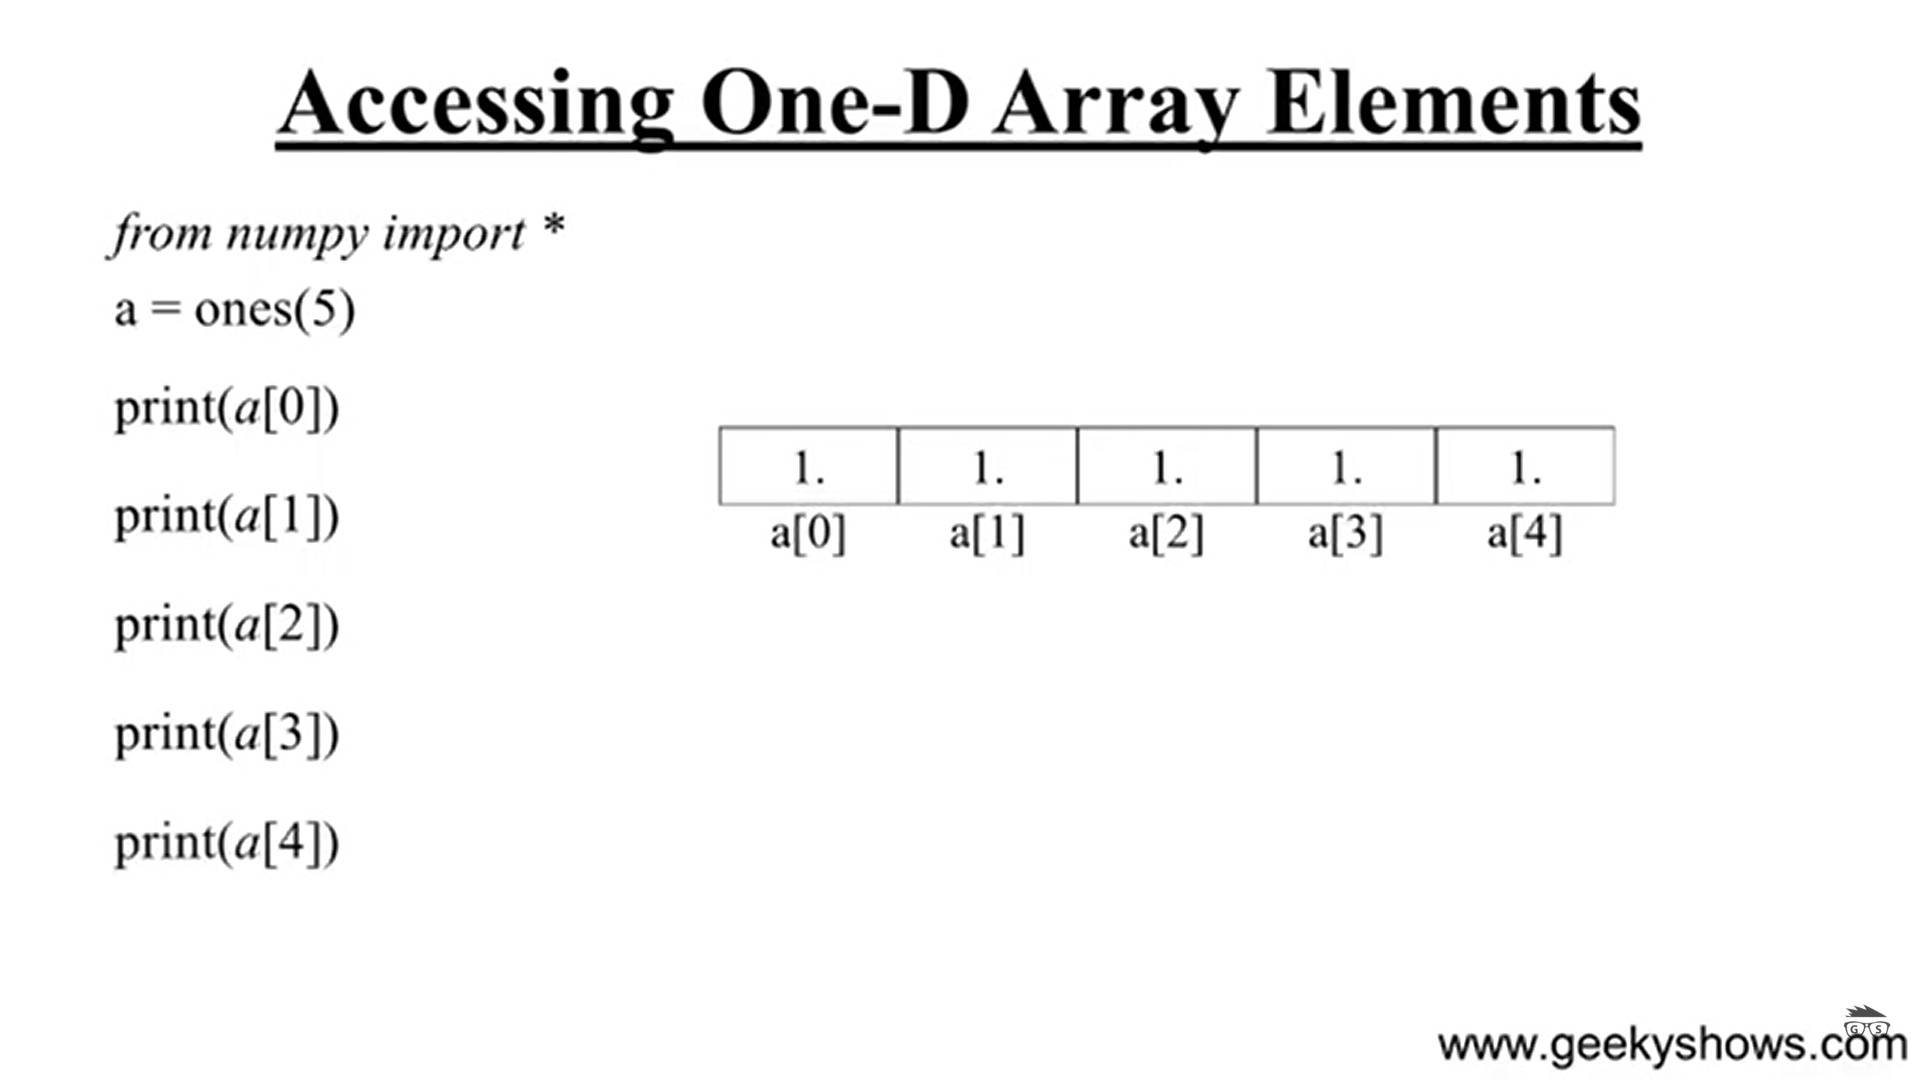 Accessing One-D Array Elements
from numpy import *
a = ones(5)
print(a[0])
print(a[1])
print(a[2])
print(a[3])
print(a[4])
1. 1. 1. 1. 1.
a[0] a[1] a[2] a[3] a[4]
G S
www.geekyshows.com